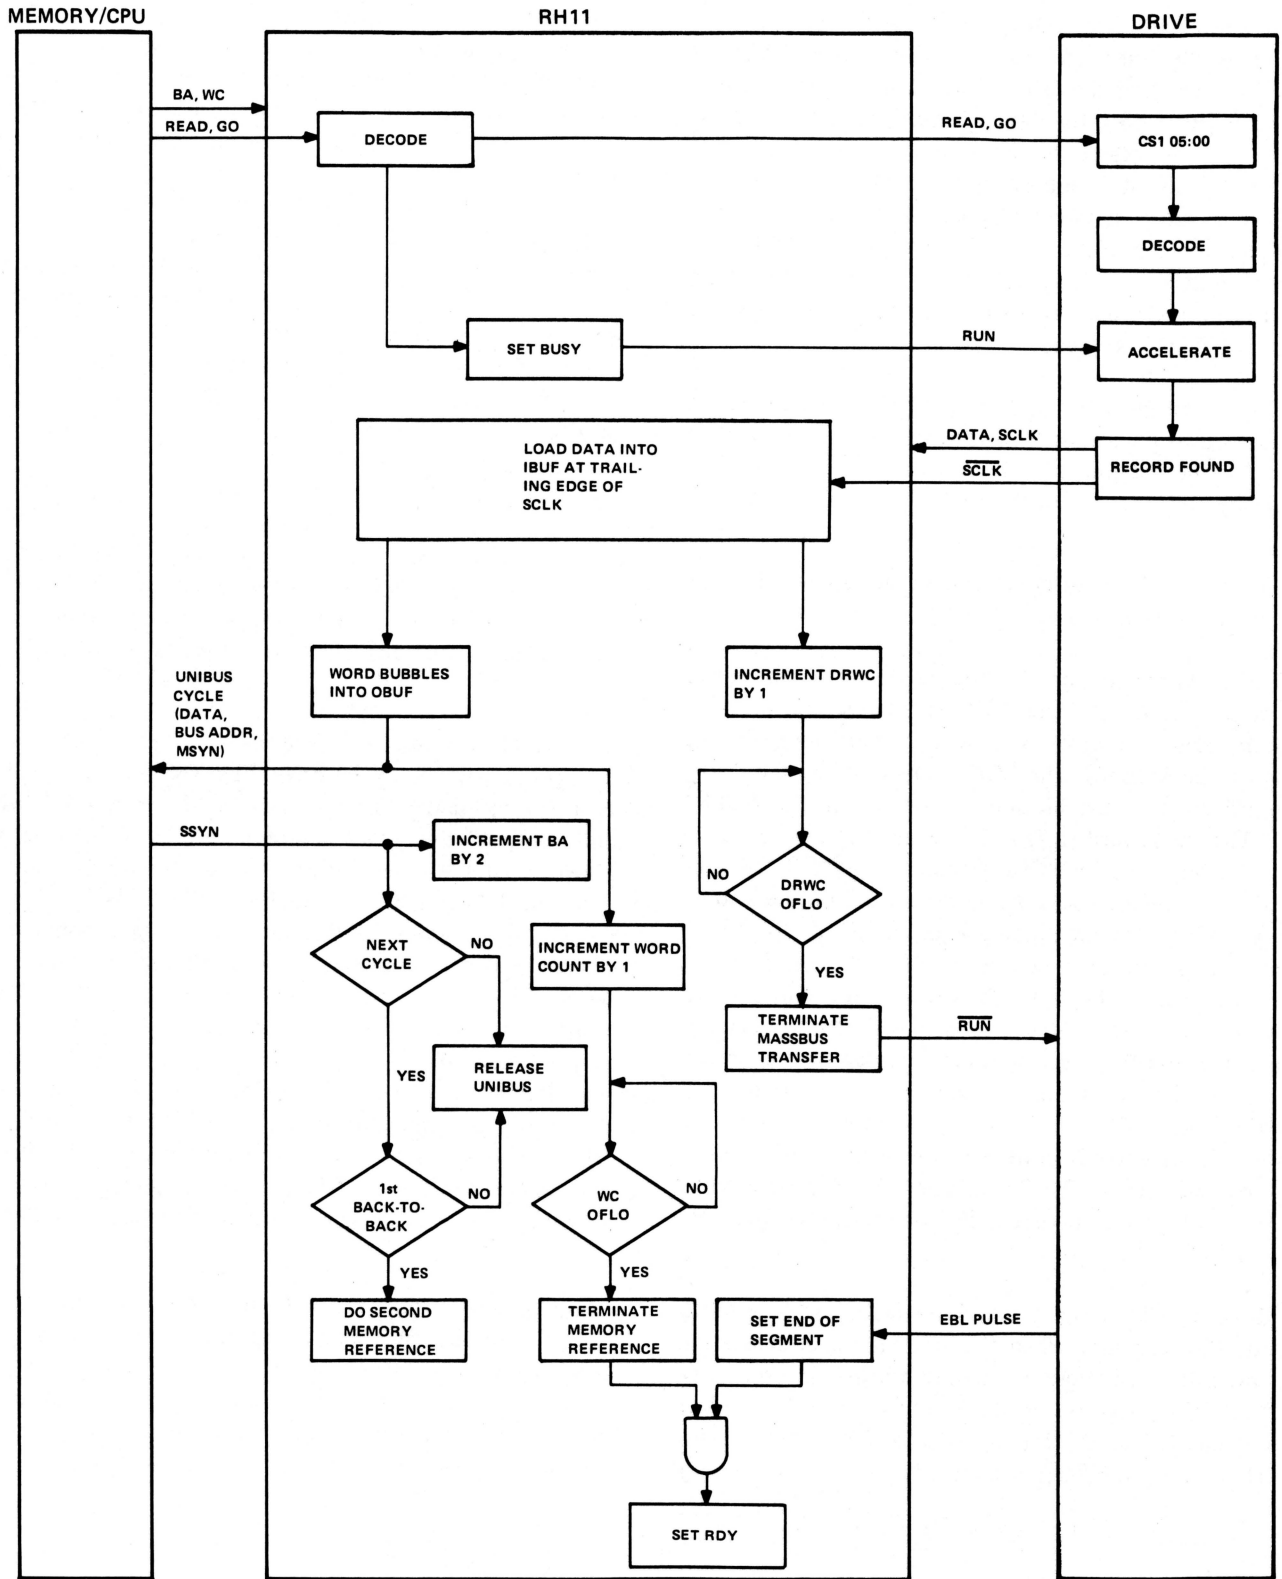 MEMORY/CPU
RH11
DRIVE
BA, WC
READ, GO
DECODE
READ, GO
CS1 05:00
DECODE
SET BUSY
RUN
ACCELERATE
LOAD DATA INTO
IBUF AT TRAIL-
ING EDGE OF
SCLK
DATA, SCLK
SCLK
RECORD FOUND
UNIBUS
CYCLE
(DATA,
BUS ADDR,
MSYN)
WORD BUBBLES
INTO OBUF
INCREMENT DRWC
BY 1
SSYN
INCREMENT BA
BY 2
NO
DRWC
OFLO
YES
NEXT
CYCLE
NO
INCREMENT WORD
COUNT BY 1
TERMINATE
MASSBUS
TRANSFER
RUN
YES
RELEASE
UNIBUS
1st
BACK-TO-
BACK
NO
WC
OFLO
NO
YES
YES
DO SECOND
MEMORY
REFERENCE
TERMINATE
MEMORY
REFERENCE
SET END OF
SEGMENT
EBL PULSE
SET RDY